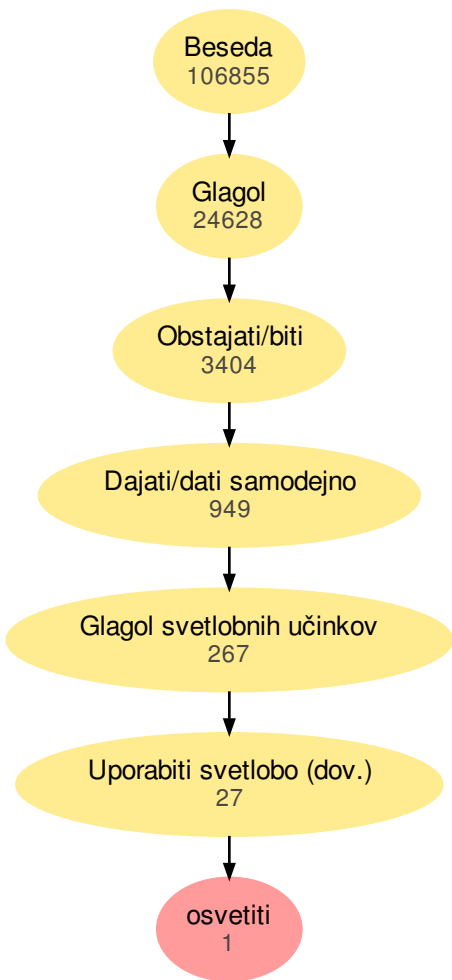 Beseda
106855
Glagol
24628
Obstajati/biti
3404
Dajati/dati samodejno
949
Glagol svetlobnih učinkov
267
Uporabiti svetlobo (dov.)
27
osvetiti
1